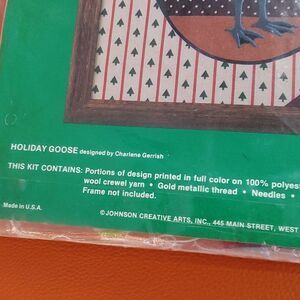 HOLIDAY GOOSE designed by Charlene Gerrish
THIS KIT CONTAINS: Portions of design printed in full color on 100%
wool crewel yarn • Gold metallic thread • Needles •
Frame not included.
Made in U.S.A.
© JOHNSON CREATIVE ARTS, INC., 445 MAIN STREET, WEST